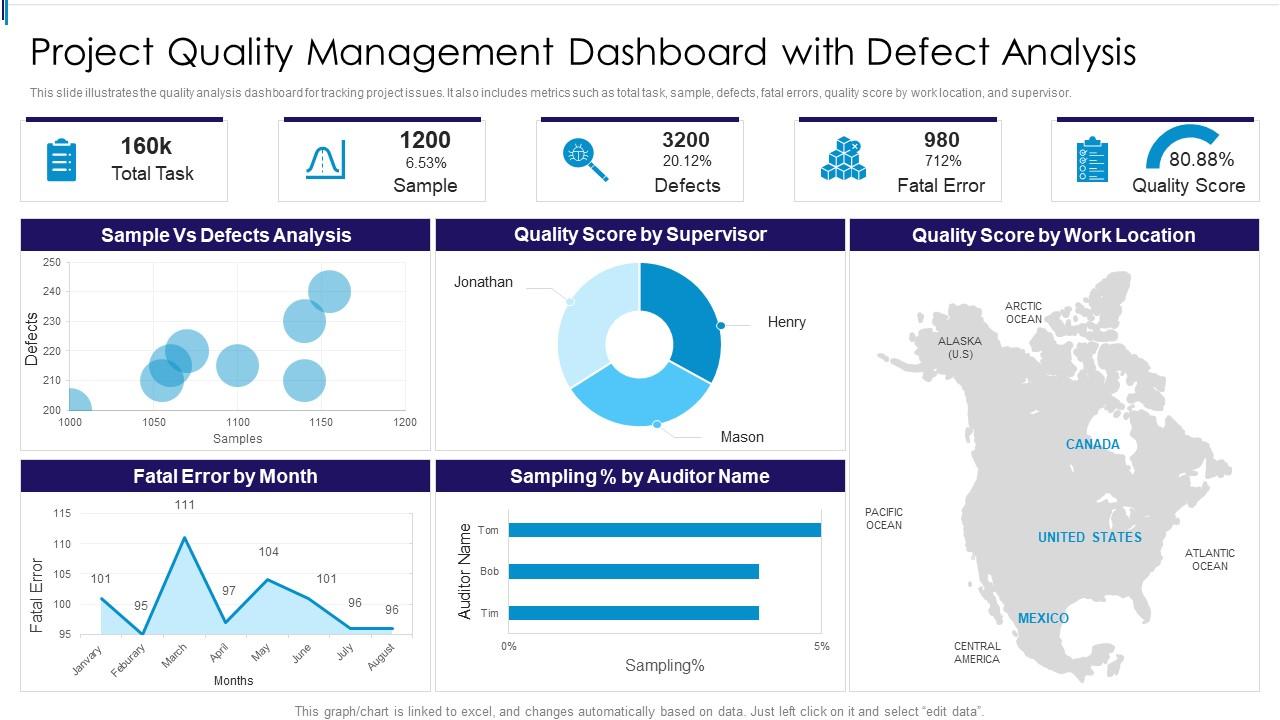 Project Quality Management Dashboard with Defect Analysis
This slide illustrates the quality analysis dashboard for tracking project issues. It also includes metrics such as total task, sample, defects, fatal errors, quality score by work location, and supervisor.
160k
Total Task
1200
6.53%
Sample
3200
20.12%
Defects
980
712%
Fatal Error
80.88%
Quality Score
Sample Vs Defects Analysis
250
240
230
220
210
200
Defects
1000 1050 1100 1150 1200
Samples
Quality Score by Supervisor
Jonathan
Henry
Mason
Fatal Error by Month
115
110
105
100
95
Fatal Error
101
95
111
97
104
101
96
96
Janvary
Feburary
March
April
May
June
July
August
Months
Sampling % by Auditor Name
Auditor Name
Tom
Bob
Tim
0% 5%
Sampling%
Quality Score by Work Location
ARCTIC
OCEAN
ALASKA
(U.S)
CANADA
PACIFIC
OCEAN
UNITED STATES
ATLANTIC
OCEAN
MEXICO
CENTRAL
AMERICA
This graph/chart is linked to excel, and changes automatically based on data. Just left click on it and select “edit data”.